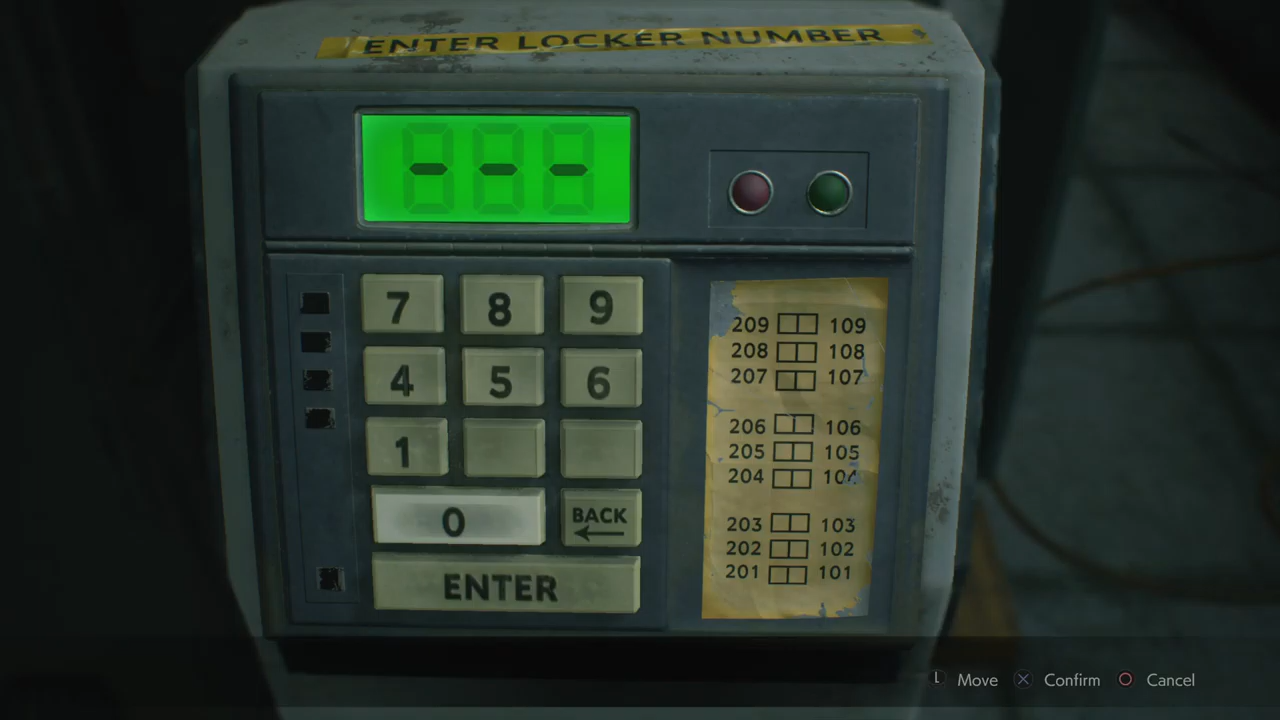 ENTER LOCKER NUMBER
- - -
7 8 9
4 5 6
1
0 BACK
ENTER
209 109
208 108
207 107
206 106
205 105
204 104
203 103
202 102
201 101
L Move Confirm Cancel